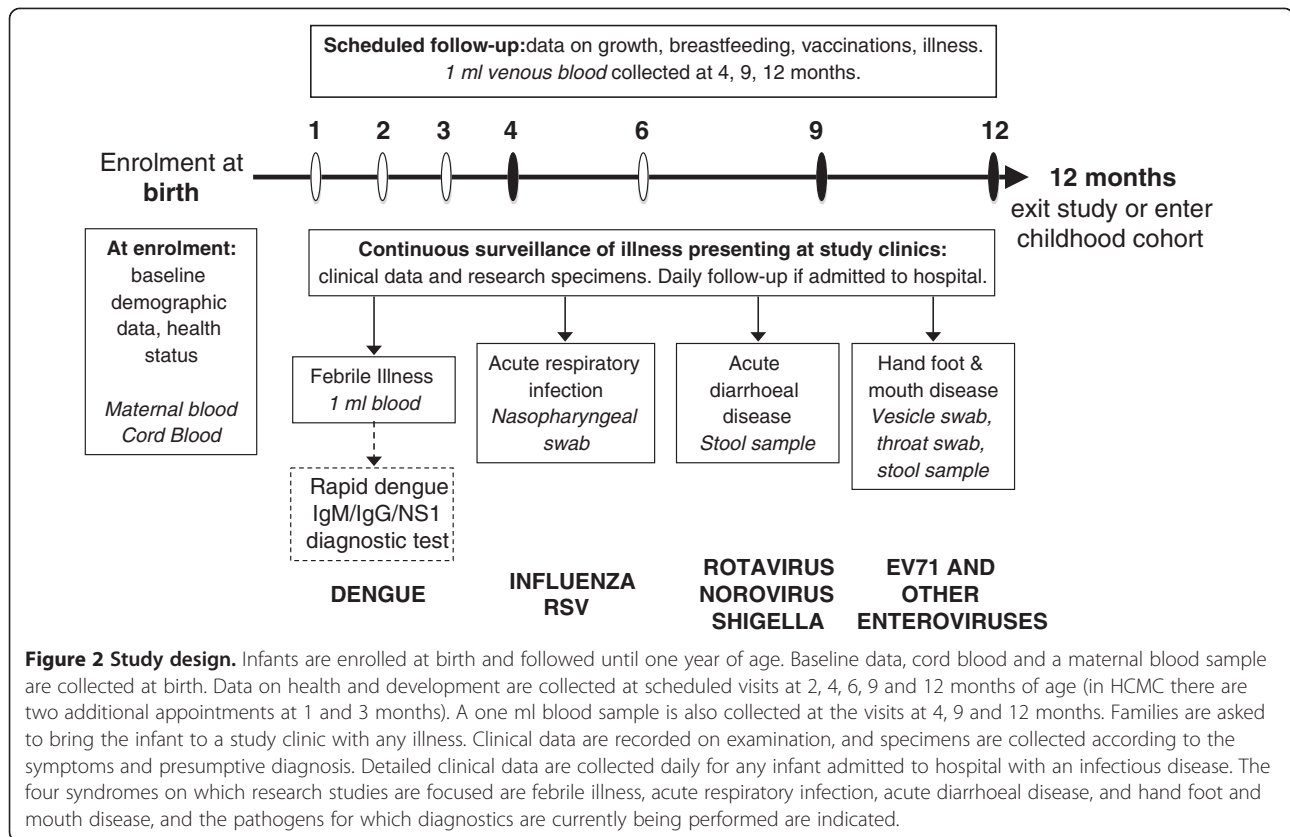 Scheduled follow-up:data on growth, breastfeeding, vaccinations, illness.
1 ml venous blood collected at 4, 9, 12 months.
1 2 3 4 6 9 12
Enrolment at
birth
12 months
exit study or enter
childhood cohort
At enrolment:
baseline
demographic
data, health
status
Maternal blood
Cord Blood
Continuous surveillance of illness presenting at study clinics:
clinical data and research specimens. Daily follow-up if admitted to hospital.
Febrile Illness
1 ml blood
Rapid dengue
IgM/IgG/NS1
diagnostic test
DENGUE
Acute respiratory
infection
Nasopharyngeal
swab
INFLUENZA
RSV
Acute
diarrhoeal
disease
Stool sample
ROTAVIRUS
NOROVIRUS
SHIGELLA
Hand foot &
mouth disease
Vesicle swab,
throat swab,
stool sample
EV71 AND
OTHER
ENTEROVIRUSES
Figure 2 Study design. Infants are enrolled at birth and followed until one year of age. Baseline data, cord blood and a maternal blood sample
are collected at birth. Data on health and development are collected at scheduled visits at 2, 4, 6, 9 and 12 months of age (in HCMC there are
two additional appointments at 1 and 3 months). A one ml blood sample is also collected at the visits at 4, 9 and 12 months. Families are asked
to bring the infant to a study clinic with any illness. Clinical data are recorded on examination, and specimens are collected according to the
symptoms and presumptive diagnosis. Detailed clinical data are collected daily for any infant admitted to hospital with an infectious disease. The
four syndromes on which research studies are focused are febrile illness, acute respiratory infection, acute diarrhoeal disease, and hand foot and
mouth disease, and the pathogens for which diagnostics are currently being performed are indicated.